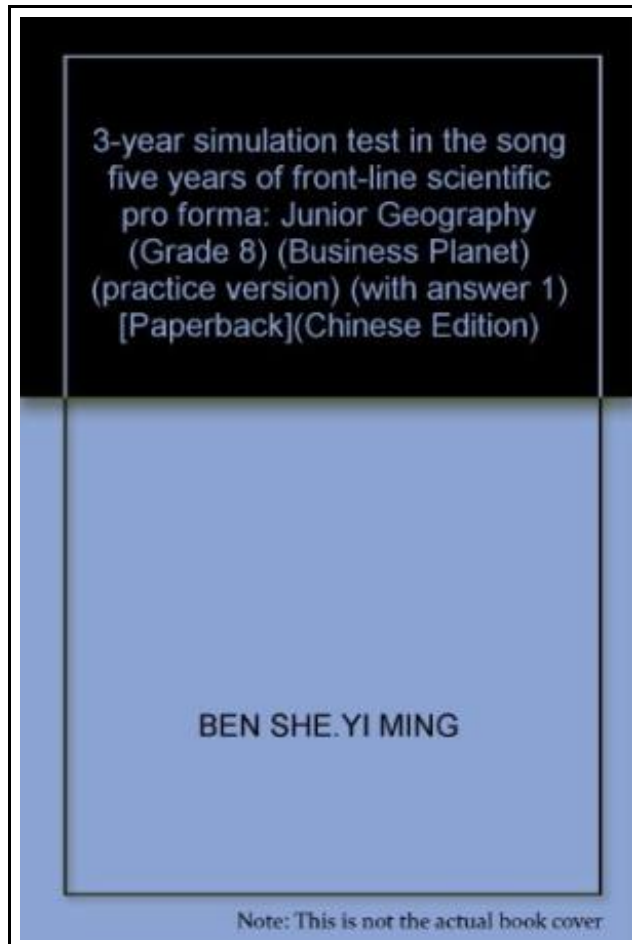 3-year simulation test in the song
five years of front-line scientific
pro forma: Junior Geography
(Grade 8) (Business Planet)
(practice version) (with answer 1)
[Paperback](Chinese Edition)
BEN SHE.YI MING
Note: This is not the actual book cover